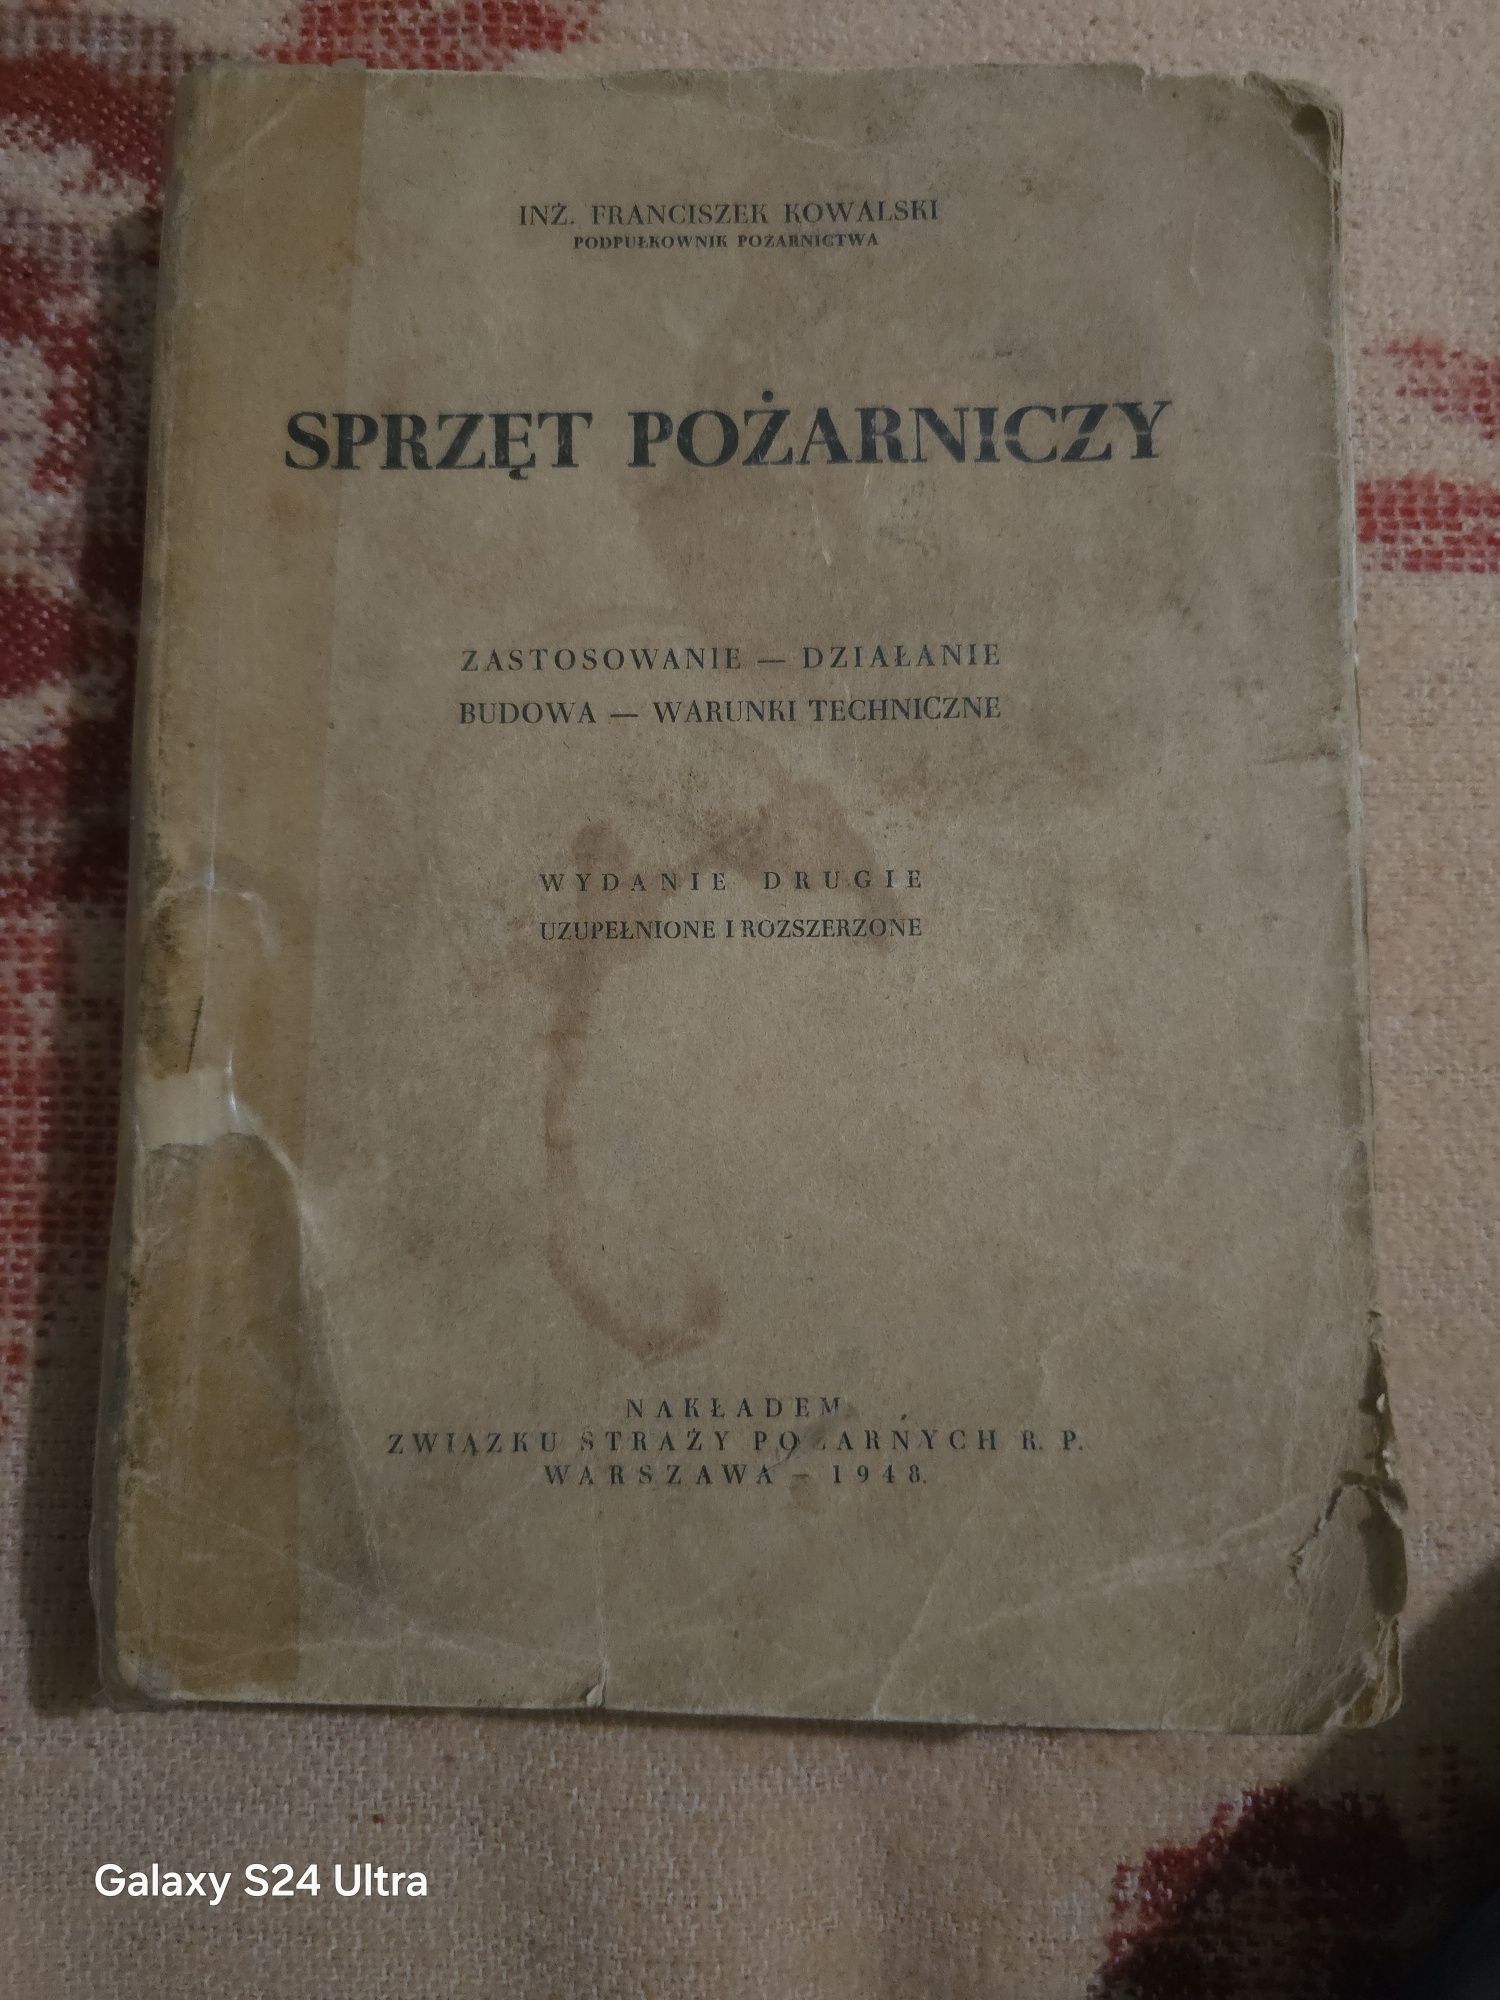 INŻ. FRANCISZEK KOWALSKI
PODPUŁKOWNIK POŻARNICTWA
SPRZĘT POŻARNICZY
ZASTOSOWANIE — DZIAŁANIE
BUDOWA — WARUNKI TECHNICZNE
WYDANIE DRUGIE
UZUPEŁNIONE I ROZSZERZONE
NAKŁADEM
ZWIĄZKU STRAŻY POŻARNYCH R. P.
WARSZAWA – 1948.
Galaxy S24 Ultra